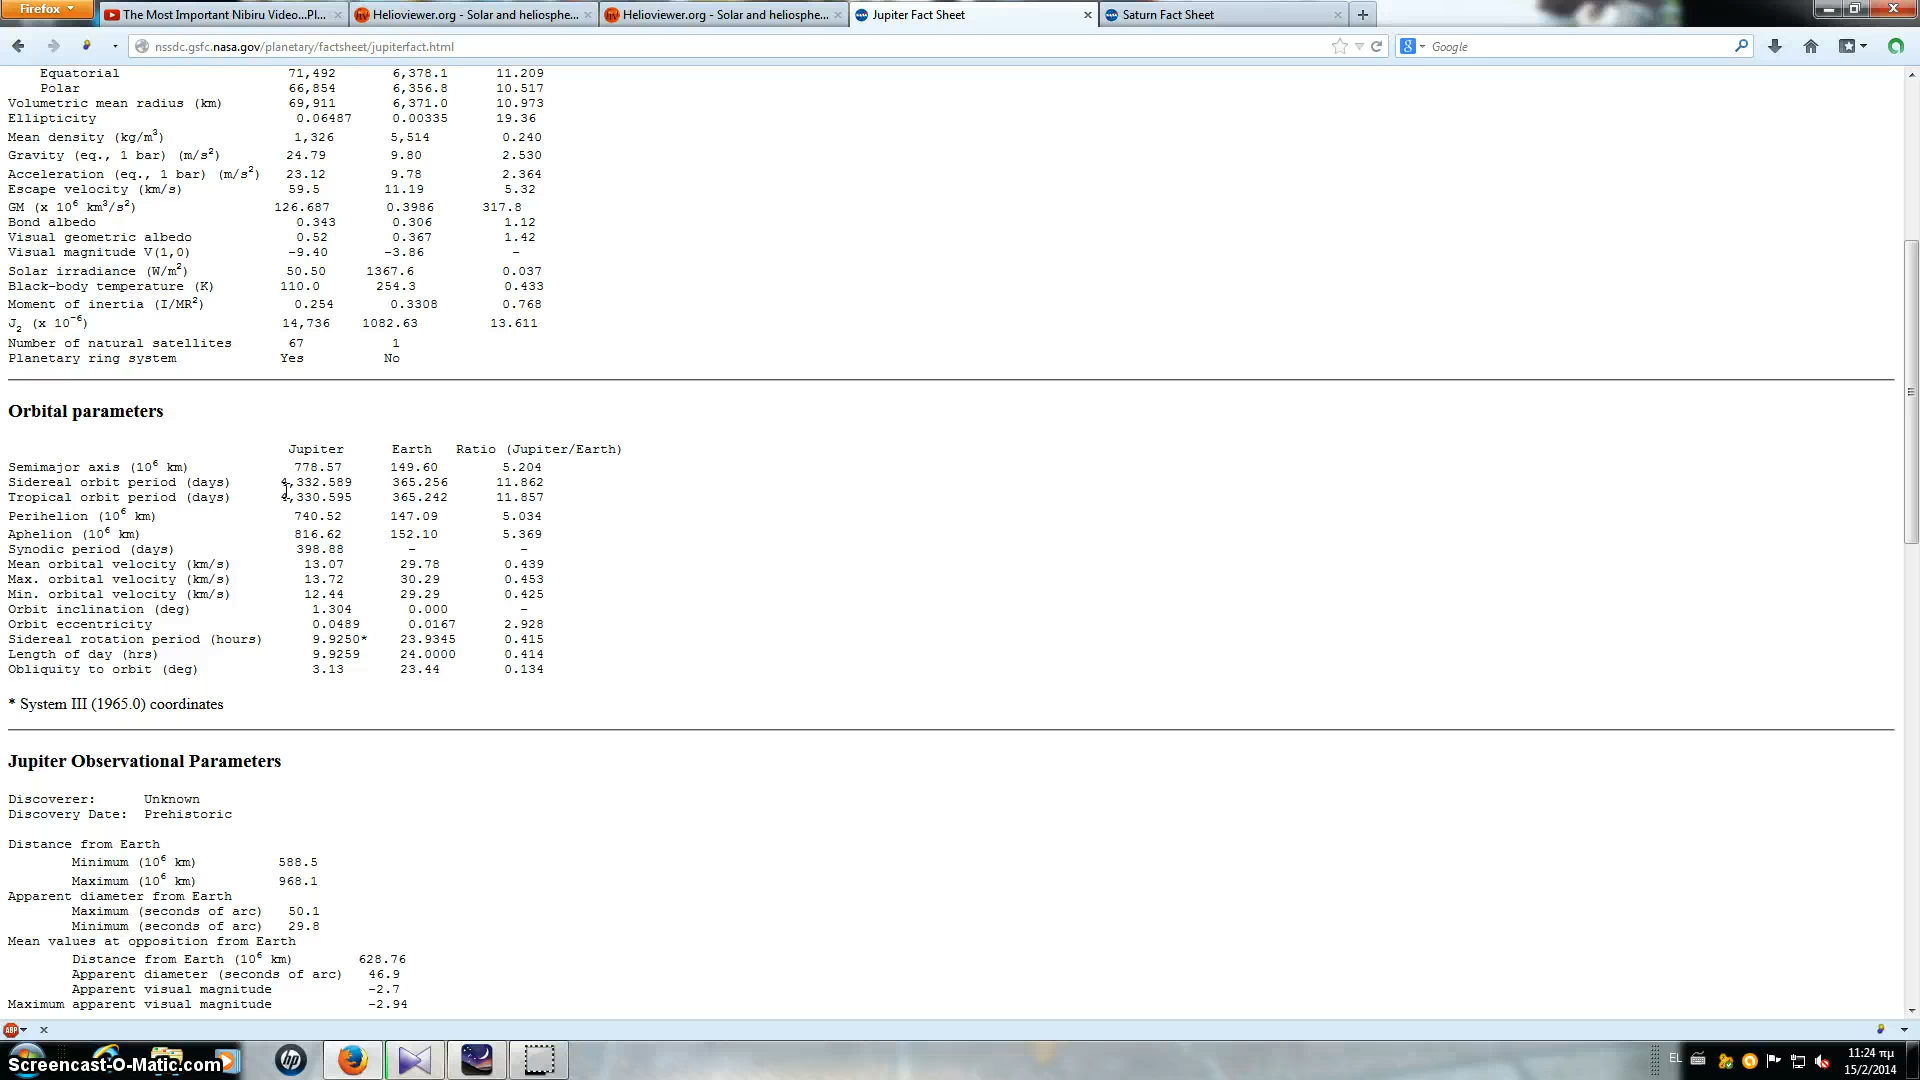 Firefox
The Most Important Nibiru Video...Pl...
Helioviewer.org - Solar and heliosphe...
Helioviewer.org - Solar and heliosphe...
Jupiter Fact Sheet
Saturn Fact Sheet
nssdc.gsfc.nasa.gov/planetary/factsheet/jupiterfact.html
Google
Equatorial 71,492 6,378.1 11.209
Polar 66,854 6,356.8 10.517
Volumetric mean radius (km) 69,911 6,371.0 10.973
Ellipticity 0.06487 0.00335 19.36
Mean density (kg/m³) 1,326 5,514 0.240
Gravity (eq., 1 bar) (m/s²) 24.79 9.80 2.530
Acceleration (eq., 1 bar) (m/s²) 23.12 9.78 2.364
Escape velocity (km/s) 59.5 11.19 5.32
GM (x 10⁶ km³/s²) 126.687 0.3986 317.8
Bond albedo 0.343 0.306 1.12
Visual geometric albedo 0.52 0.367 1.42
Visual magnitude V(1,0) -9.40 -3.86 -
Solar irradiance (W/m²) 50.50 1367.6 0.037
Black-body temperature (K) 110.0 254.3 0.433
Moment of inertia (I/MR²) 0.254 0.3308 0.768
J₂ (x 10⁻⁶) 14,736 1082.63 13.611
Number of natural satellites 67 1
Planetary ring system Yes No
Orbital parameters
Jupiter Earth Ratio (Jupiter/Earth)
Semimajor axis (10⁶ km) 778.57 149.60 5.204
Sidereal orbit period (days) 4,332.589 365.256 11.862
Tropical orbit period (days) 4,330.595 365.242 11.857
Perihelion (10⁶ km) 740.52 147.09 5.034
Aphelion (10⁶ km) 816.62 152.10 5.369
Synodic period (days) 398.88 - -
Mean orbital velocity (km/s) 13.07 29.78 0.439
Max. orbital velocity (km/s) 13.72 30.29 0.453
Min. orbital velocity (km/s) 12.44 29.29 0.425
Orbit inclination (deg) 1.304 0.000 -
Orbit eccentricity 0.0489 0.0167 2.928
Sidereal rotation period (hours) 9.9250* 23.9345 0.415
Length of day (hrs) 9.9259 24.0000 0.414
Obliquity to orbit (deg) 3.13 23.44 0.134
* System III (1965.0) coordinates
Jupiter Observational Parameters
Discoverer: Unknown
Discovery Date: Prehistoric
Distance from Earth
Minimum (10⁶ km) 588.5
Maximum (10⁶ km) 968.1
Apparent diameter from Earth
Maximum (seconds of arc) 50.1
Minimum (seconds of arc) 29.8
Mean values at opposition from Earth
Distance from Earth (10⁶ km) 628.76
Apparent diameter (seconds of arc) 46.9
Apparent visual magnitude -2.7
Maximum apparent visual magnitude -2.94
ABP
Screencast-O-Matic.com
hp
EL
11:24 πμ
15/2/2014